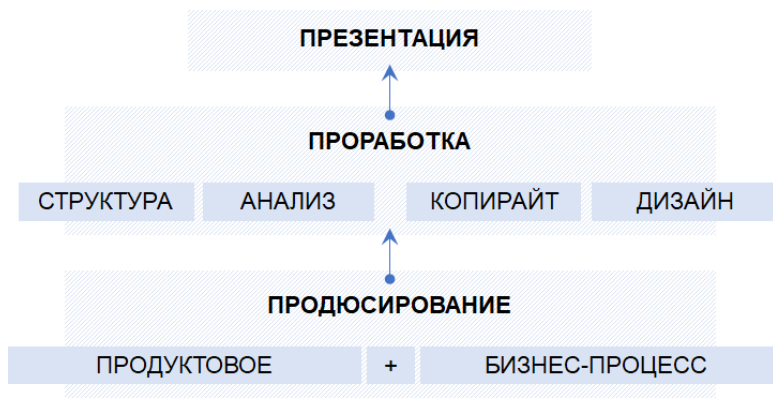 ПРЕЗЕНТАЦИЯ
ПРОРАБОТКА
СТРУКТУРА АНАЛИЗ КОПИРАЙТ ДИЗАЙН
ПРОДЮСИРОВАНИЕ
ПРОДУКТОВОЕ + БИЗНЕС-ПРОЦЕСС